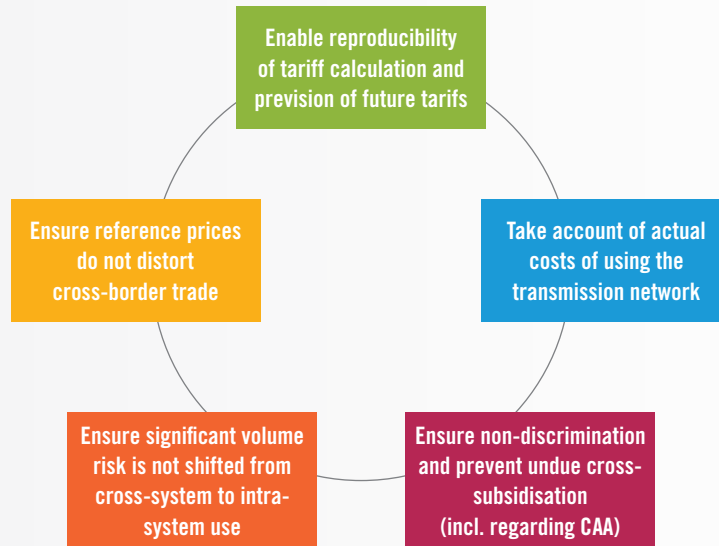 Enable reproducibility
of tariff calculation and
prevision of future tarifs
Ensure reference prices
do not distort
cross-border trade
Take account of actual
costs of using the
transmission network
Ensure significant volume
risk is not shifted from
cross-system to intra-
system use
Ensure non-discrimination
and prevent undue cross-
subsidisation
(incl. regarding CAA)